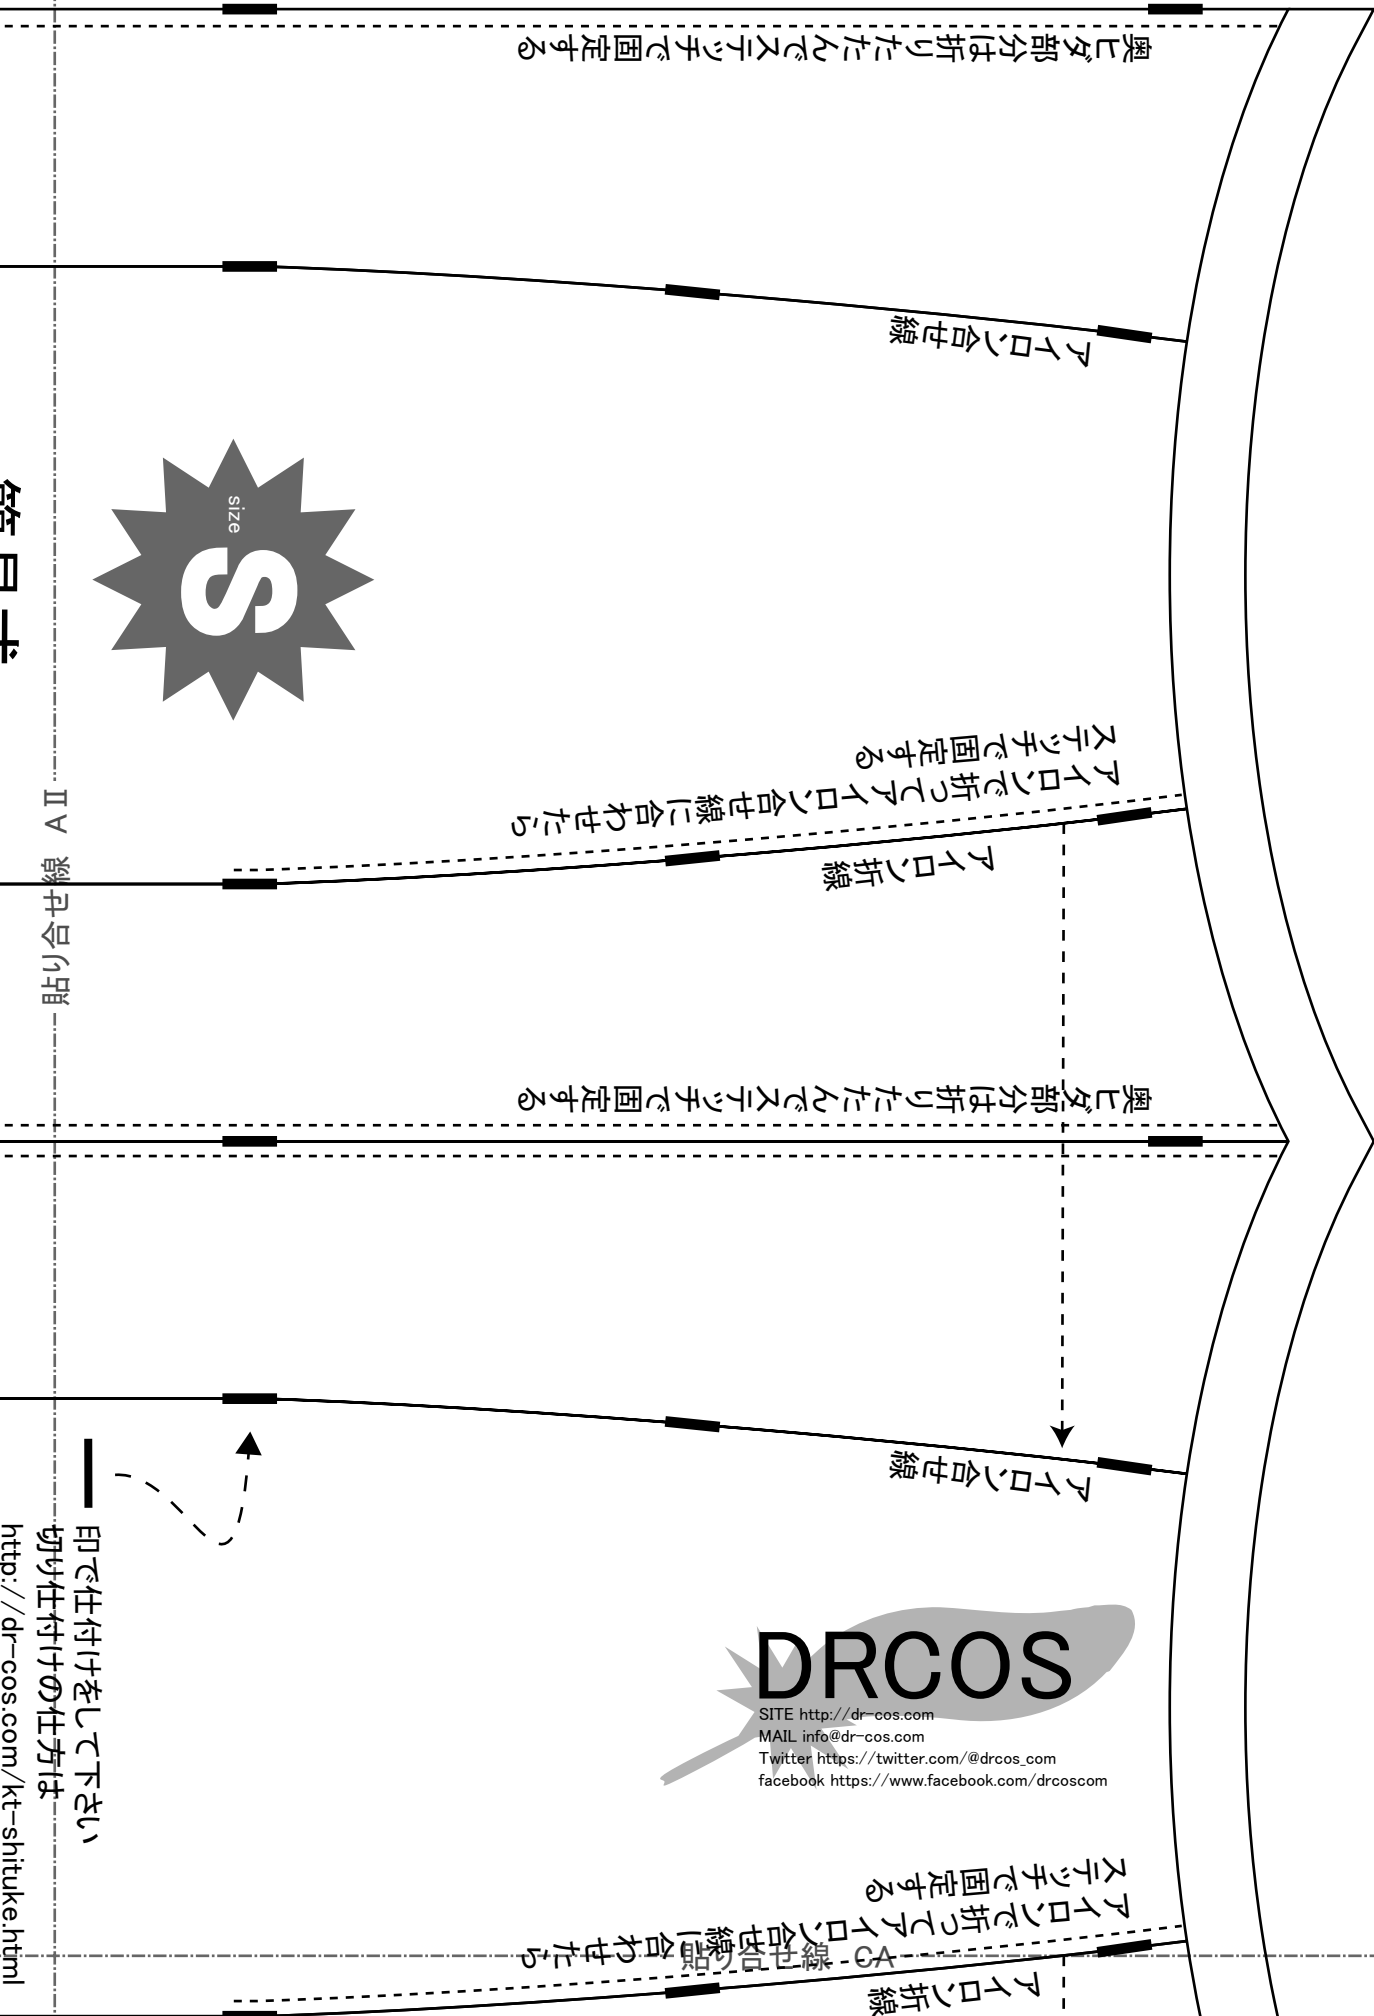 奥ヒダ部分は折りたたんでステッチで固定する
アイロン合せ線
size
S
貼り合せ線 AⅡ
ステッチで固定する
アイロンで折ってアイロン合せ線に合わせたら
アイロン折線
奥ヒダ部分は折りたたんでステッチで固定する
アイロン合せ線
印で仕付けをして下さい
切り仕付けの仕方は
http://dr-cos.com/kt-shituke.html
DRCOS
SITE http://dr-cos.com
MAIL info@dr-cos.com
Twitter https://twitter.com/@drcos_com
facebook https://www.facebook.com/drcoscom
ステッチで固定する
アイロンで折ってアイロン合せ線に合わせたら
貼り合せ線 CA
アイロン折線